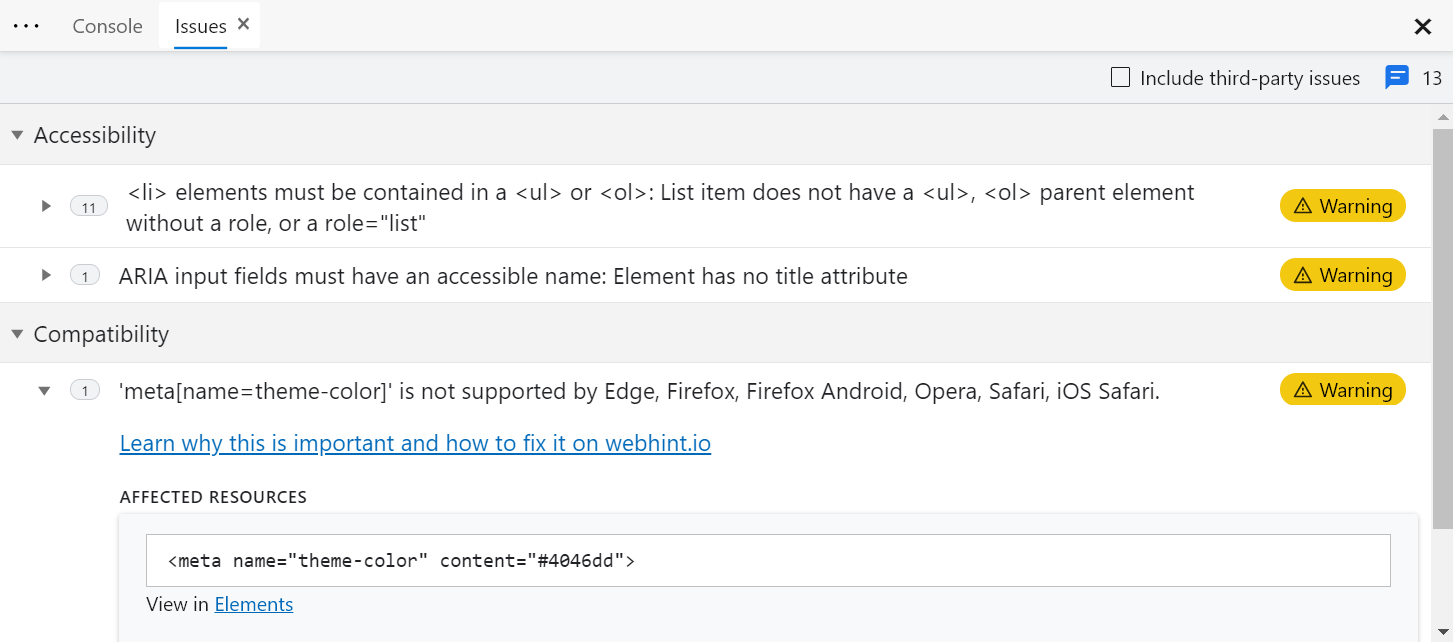 Console Issues
Include third-party issues 13
Accessibility
11 <li> elements must be contained in a <ul> or <ol>: List item does not have a <ul>, <ol> parent element Warning
without a role, or a role="list"
1 ARIA input fields must have an accessible name: Element has no title attribute Warning
Compatibility
1 'meta[name=theme-color]' is not supported by Edge, Firefox, Firefox Android, Opera, Safari, iOS Safari. Warning
Learn why this is important and how to fix it on webhint.io
AFFECTED RESOURCES
<meta name="theme-color" content="#4046dd">
View in Elements